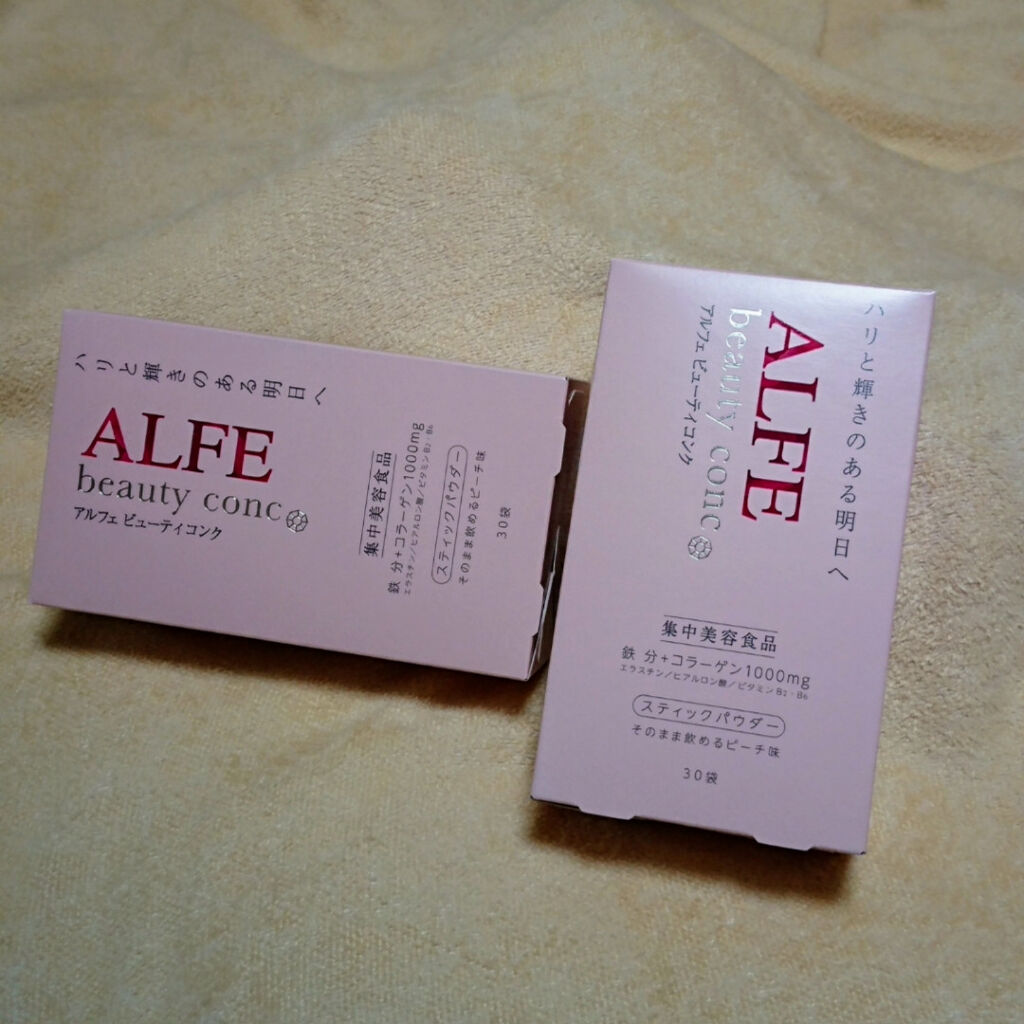 ハリと輝きのある明日へ
ALFE
beauty conc
アルフェ ビューティコンク
集中美容食品
鉄 分+コラーゲン1000mg
エラスチン/ヒアルロン酸/ビタミンB₂・B₆
スティックパウダー
そのまま飲めるピーチ味
30袋
ハリと輝きのある明日へ
ALFE
beauty conc
アルフェ ビューティコンク
集中美容食品
鉄 分+コラーゲン1000mg
エラスチン/ヒアルロン酸/ビタミンB₂・B₆
スティックパウダー
そのまま飲めるピーチ味
30袋